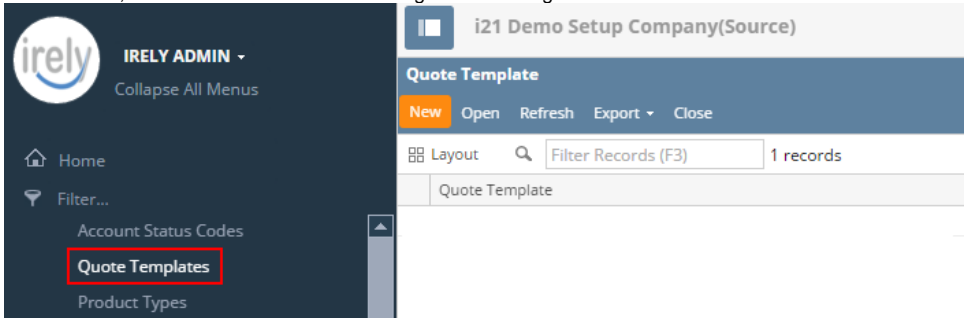 irely
IRELY ADMIN
Collapse All Menus
Home
Filter...
Account Status Codes
Quote Templates
Product Types
i21 Demo Setup Company(Source)
Quote Template
New Open Refresh Export Close
Layout Filter Records (F3) 1 records
Quote Template